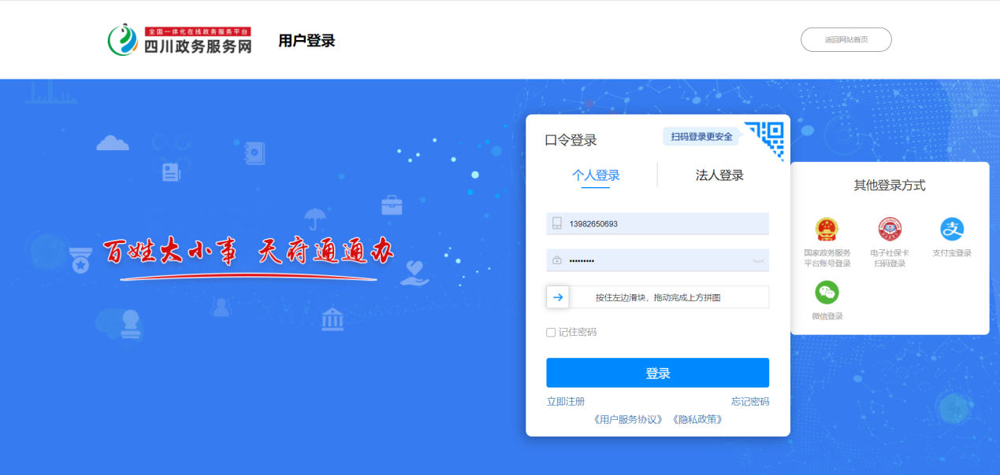 全国一体化在线政务服务平台
四川政务服务网
用户登录
返回网站首页
百姓大小事 天府通通办
口令登录
扫码登录更安全
个人登录
法人登录
13982650693
•••••••••
按住左边滑块，拖动完成上方拼图
记住密码
登录
立即注册
忘记密码
《用户服务协议》 《隐私政策》
其他登录方式
国家政务服务
平台账号登录
电子社保卡
扫码登录
支付宝登录
微信登录